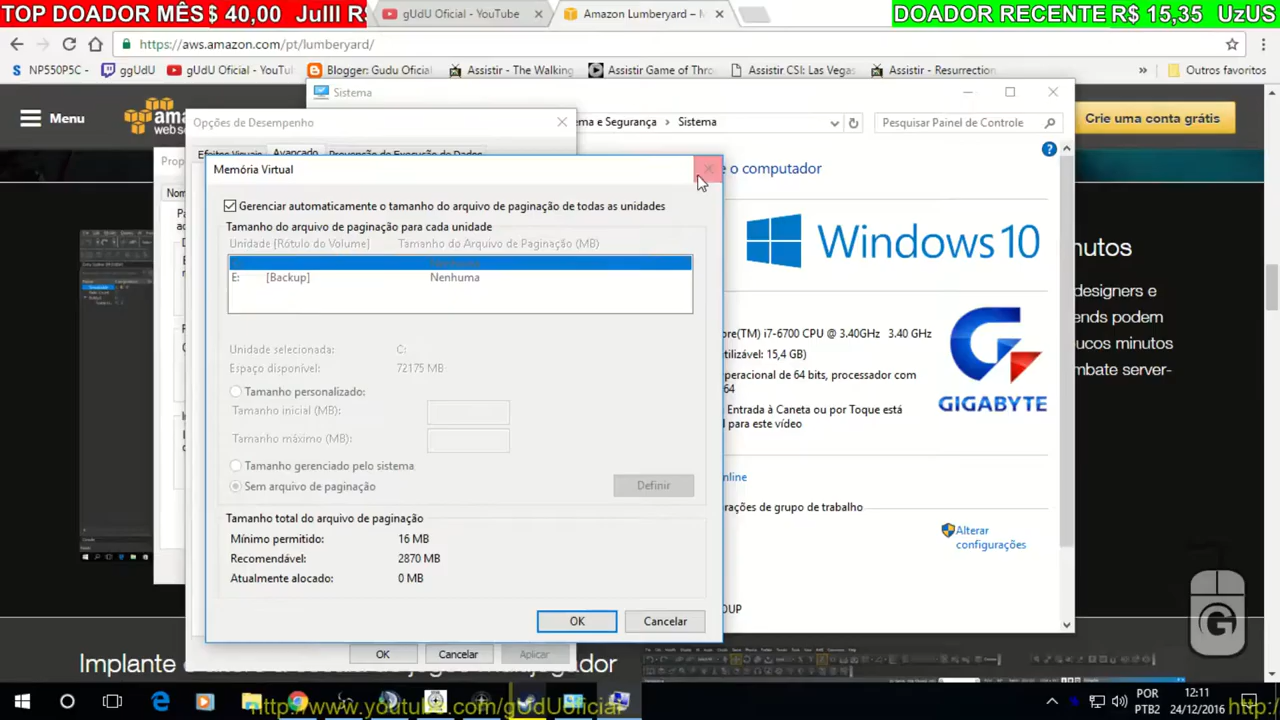 TOP DOADOR MÊS $ 40,00 JulIl R$
gUdU Oficial - YouTube
Amazon Lumberyard – M
DOADOR RECENTE R$ 15,35 UzUS
https://aws.amazon.com/pt/lumberyard/
NP550P5C - ggUdU gUdU Oficial - YouTu Blogger: Gudu Oficial Assistir - The Walking Assistir Game of Thro Assistir CSI: Las Vegas Assistir - Resurrection » Outros favoritos
Menu
web
Crie uma conta grátis
Sistema
Opções de Desempenho
ma e Segurança > Sistema
Pesquisar Painel de Controle
Efeitos Visuais Avançado Prevenção de Execução de Dados
Prop
Nom
Memória Virtual
e o computador
Gerenciar automaticamente o tamanho do arquivo de paginação de todas as unidades
Tamanho do arquivo de paginação para cada unidade
Unidade [Rótulo do Volume] Tamanho do Arquivo de Paginação (MB)
E: [Backup] Nenhuma
Windows 10
nutos
designers e
ends podem
oucos minutos
mbate server-
ore(TM) i7-6700 CPU @ 3.40GHz 3.40 GHz
utilizável: 15,4 GB)
peracional de 64 bits, processador com
64
Entrada à Caneta ou por Toque está
l para este vídeo
GIGABYTE
Unidade selecionada: C:
Espaço disponível: 72175 MB
Tamanho personalizado:
Tamanho inicial (MB):
Tamanho máximo (MB):
Tamanho gerenciado pelo sistema
Sem arquivo de paginação
Definir
nline
rações de grupo de trabalho
Alterar
configurações
Tamanho total do arquivo de paginação
Mínimo permitido: 16 MB
Recomendável: 2870 MB
Atualmente alocado: 0 MB
OUP
OK Cancelar
OK Cancelar Aplicar
G
http://www.youtube.com/gUdUoficial
http:
POR
PTB2
12:11
24/12/2016